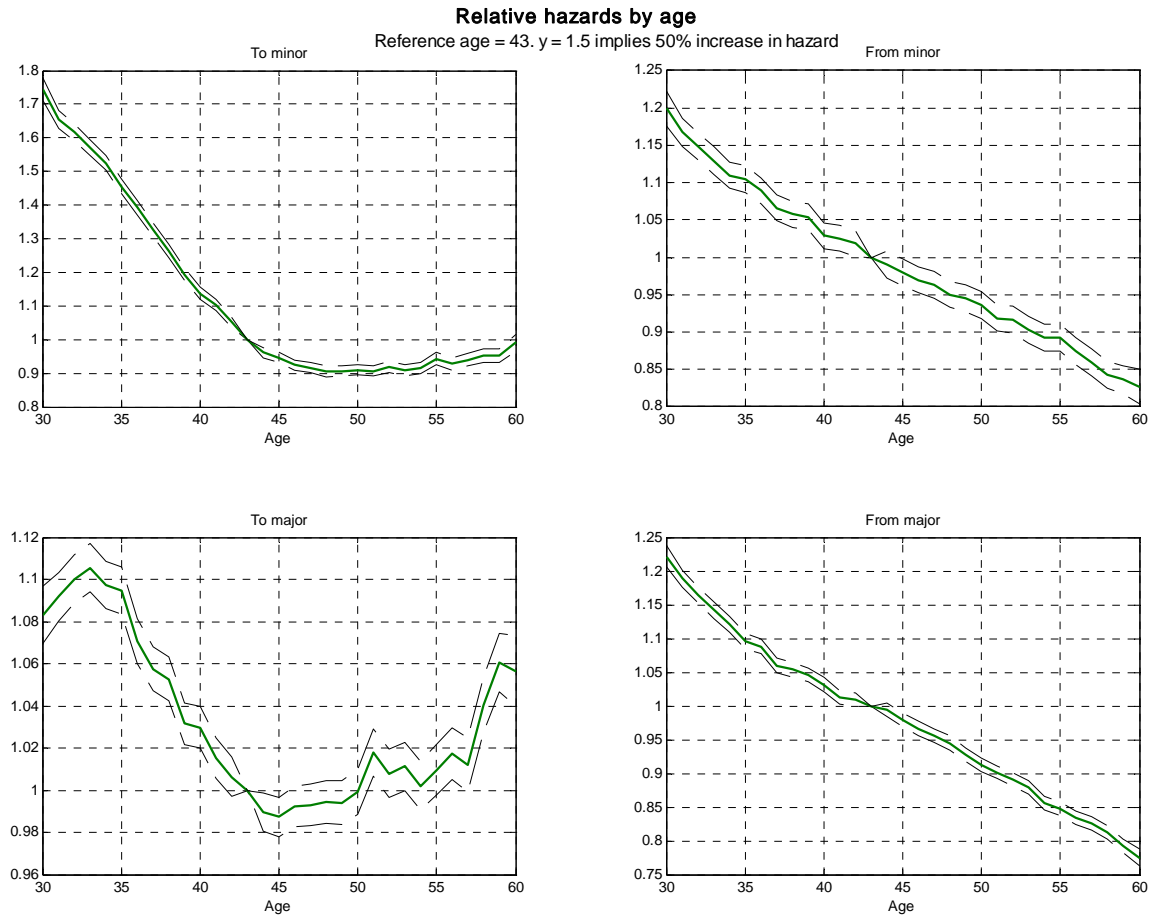 Relative hazards by age
Reference age = 43. y = 1.5 implies 50% increase in hazard
To minor
1.8
1.7
1.6
1.5
1.4
1.3
1.2
1.1
1
0.9
0.8
30 35 40 45 50 55 60
Age
From minor
1.25
1.2
1.15
1.1
1.05
1
0.95
0.9
0.85
0.8
30 35 40 45 50 55 60
Age
To major
1.12
1.1
1.08
1.06
1.04
1.02
1
0.98
0.96
30 35 40 45 50 55 60
Age
From major
1.25
1.2
1.15
1.1
1.05
1
0.95
0.9
0.85
0.8
0.75
30 35 40 45 50 55 60
Age